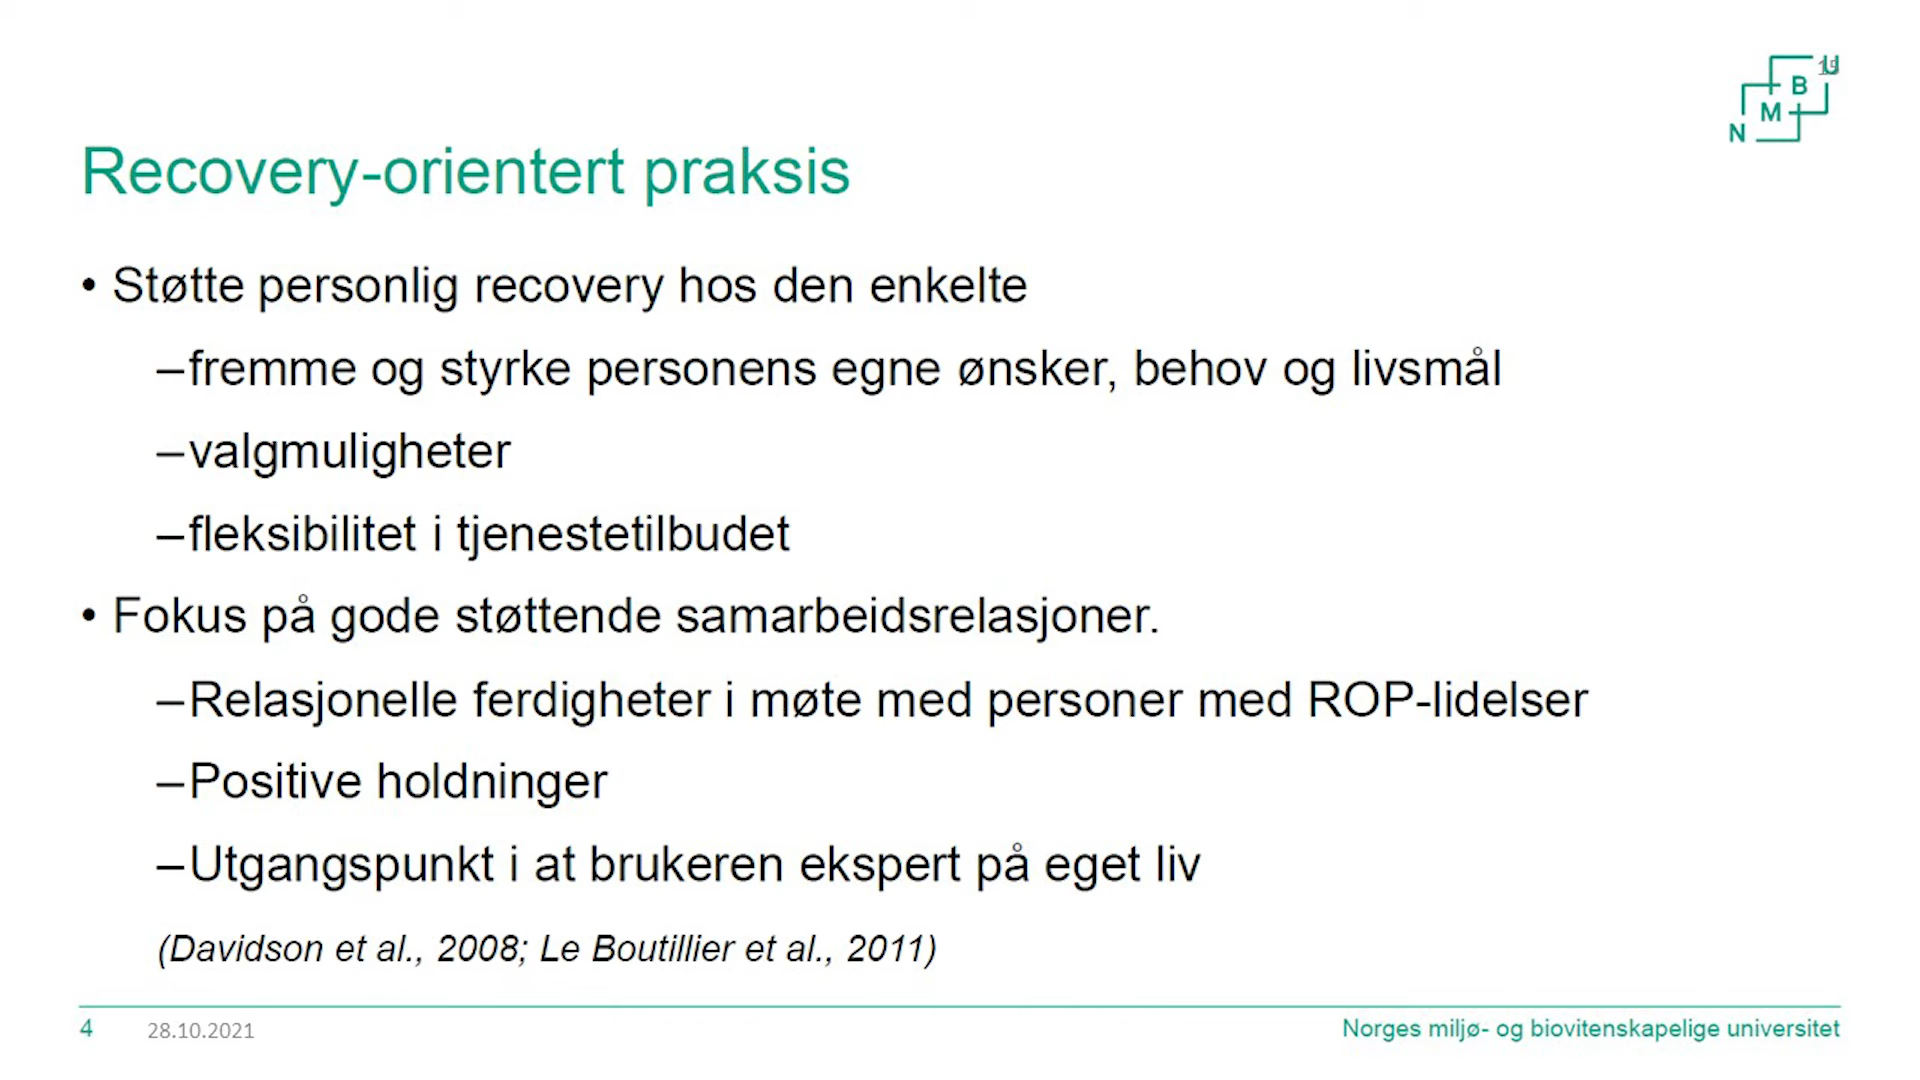 15
U
B
M
N
Recovery-orientert praksis
• Støtte personlig recovery hos den enkelte
–fremme og styrke personens egne ønsker, behov og livsmål
–valgmuligheter
–fleksibilitet i tjenestetilbudet
• Fokus på gode støttende samarbeidsrelasjoner.
–Relasjonelle ferdigheter i møte med personer med ROP-lidelser
–Positive holdninger
–Utgangspunkt i at brukeren ekspert på eget liv
(Davidson et al., 2008; Le Boutillier et al., 2011)
4 28.10.2021 Norges miljø- og biovitenskapelige universitet